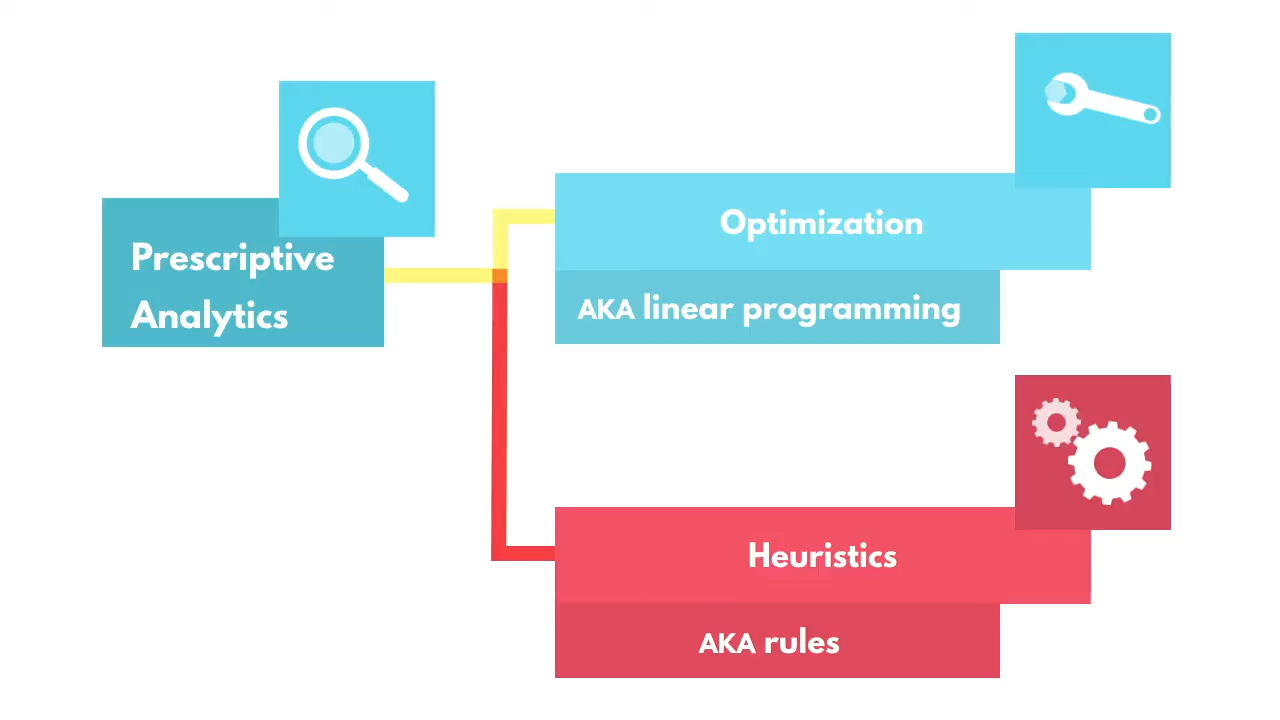 Prescriptive
Analytics
Optimization
AKA linear programming
Heuristics
AKA rules